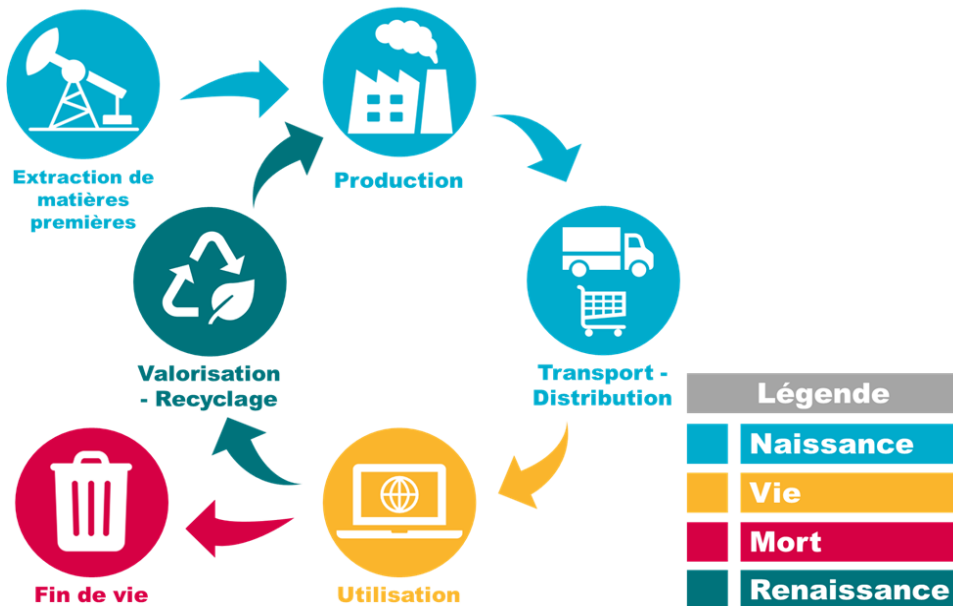 Extraction de
matières
premières
Production
Valorisation
- Recyclage
Transport -
Distribution
Fin de vie
Utilisation
Légende
Naissance
Vie
Mort
Renaissance